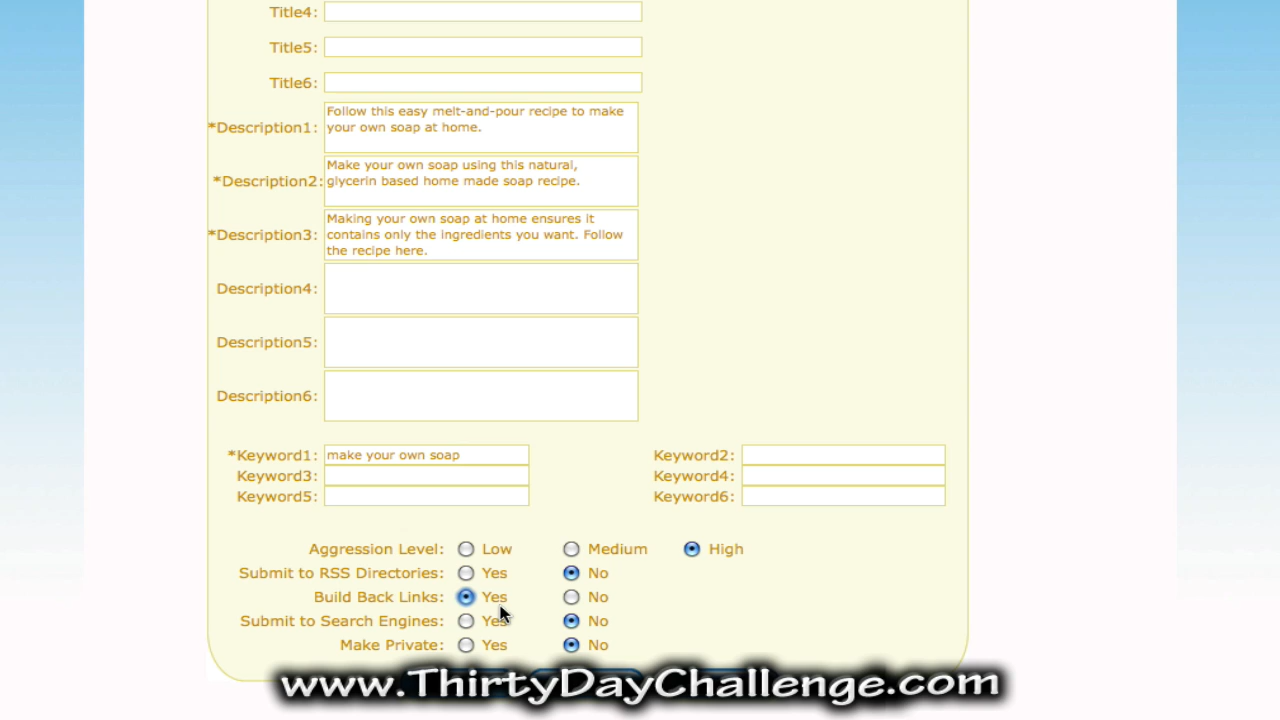 Title4:
Title5:
Title6:
*Description1: Follow this easy melt-and-pour recipe to make
your own soap at home.
*Description2: Make your own soap using this natural,
glycerin based home made soap recipe.
*Description3: Making your own soap at home ensures it
contains only the ingredients you want. Follow
the recipe here.
Description4:
Description5:
Description6:
*Keyword1: make your own soap Keyword2:
Keyword3: Keyword4:
Keyword5: Keyword6:
Aggression Level: Low Medium High
Submit to RSS Directories: Yes No
Build Back Links: Yes No
Submit to Search Engines: Yes No
Make Private: Yes No
www.ThirtyDayChallenge.com